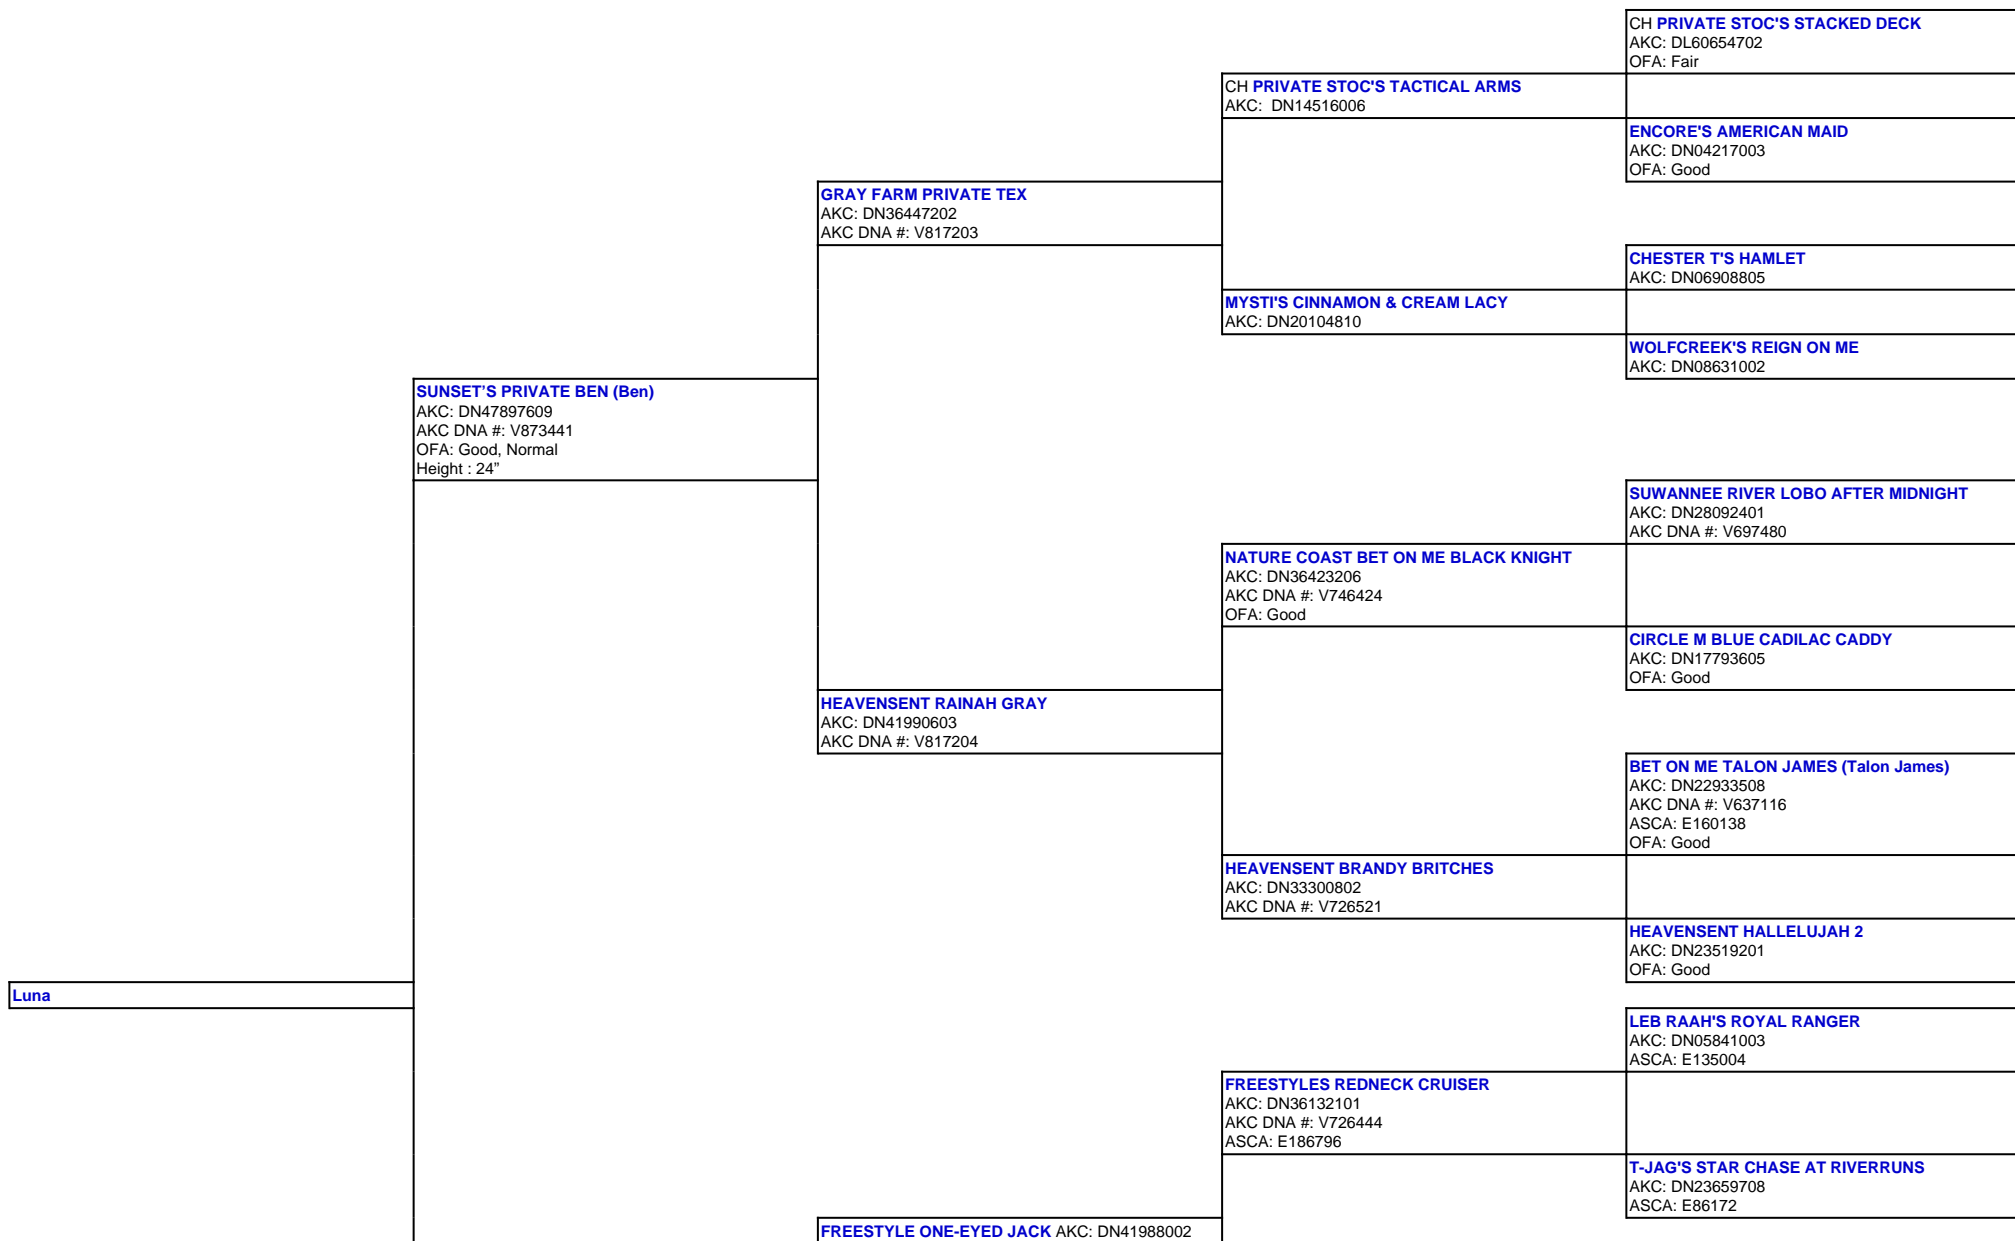 CH PRIVATE STOC'S STACKED DECK
AKC: DL60654702
OFA: Fair
CH PRIVATE STOC'S TACTICAL ARMS
AKC:  DN14516006
ENCORE'S AMERICAN MAID
AKC: DN04217003
OFA: Good
GRAY FARM PRIVATE TEX
AKC: DN36447202
AKC DNA #: V817203
CHESTER T'S HAMLET
AKC: DN06908805
MYSTI'S CINNAMON & CREAM LACY
AKC: DN20104810
WOLFCREEK'S REIGN ON ME
AKC: DN08631002
SUNSET’S PRIVATE BEN (Ben)
AKC: DN47897609
AKC DNA #: V873441
OFA: Good, Normal
Height : 24”
SUWANNEE RIVER LOBO AFTER MIDNIGHT
AKC: DN28092401
AKC DNA #: V697480
NATURE COAST BET ON ME BLACK KNIGHT
AKC: DN36423206
AKC DNA #: V746424
OFA: Good
CIRCLE M BLUE CADILAC CADDY
AKC: DN17793605
OFA: Good
HEAVENSENT RAINAH GRAY
AKC: DN41990603
AKC DNA #: V817204
BET ON ME TALON JAMES (Talon James)
AKC: DN22933508
AKC DNA #: V637116
ASCA: E160138
OFA: Good
HEAVENSENT BRANDY BRITCHES
AKC: DN33300802
AKC DNA #: V726521
HEAVENSENT HALLELUJAH 2
AKC: DN23519201
OFA: Good
Luna
LEB RAAH'S ROYAL RANGER
AKC: DN05841003
ASCA: E135004
FREESTYLES REDNECK CRUISER
AKC: DN36132101
AKC DNA #: V726444
ASCA: E186796
T-JAG'S STAR CHASE AT RIVERRUNS
AKC: DN23659708
ASCA: E86172
FREESTYLE ONE-EYED JACK AKC: DN41988002